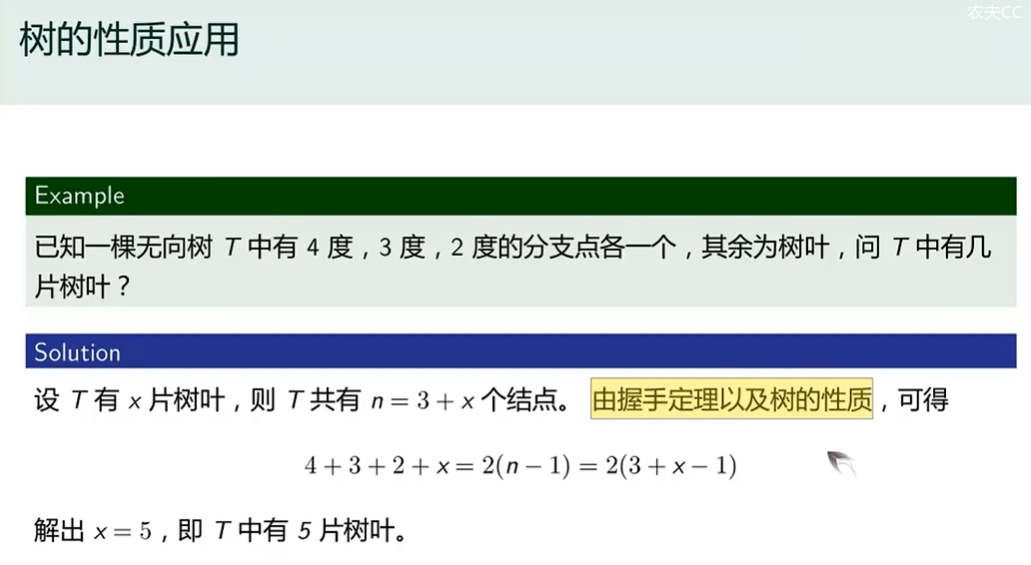 农夫CC
树的性质应用
Example
已知一棵无向树 T 中有 4 度，3 度，2 度的分支点各一个，其余为树叶，问 T 中有几
片树叶？
Solution
设 T 有 x 片树叶，则 T 共有 n = 3 + x 个结点。 由握手定理以及树的性质，可得
4 + 3 + 2 + x = 2(n − 1) = 2(3 + x − 1)
解出 x = 5，即 T 中有 5 片树叶。